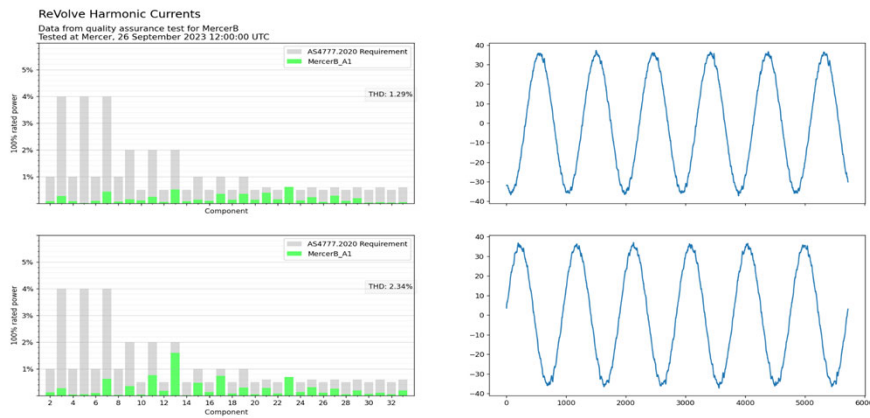 ReVolve Harmonic Currents
Data from quality assurance test for MercerB
Tested at Mercer, 26 September 2023 12:00:00 UTC
AS4777.2020 Requirement
MercerB_A1
THD: 1.29%
5%
4%
3%
2%
1%
100% rated power
Component
40
30
20
10
0
−10
−20
−30
−40
AS4777.2020 Requirement
MercerB_A1
THD: 2.34%
5%
4%
3%
2%
1%
100% rated power
2 4 6 8 10 12 14 16 18 20 22 24 26 28 30 32
Component
40
30
20
10
0
−10
−20
−30
−40
0 1000 2000 3000 4000 5000 600